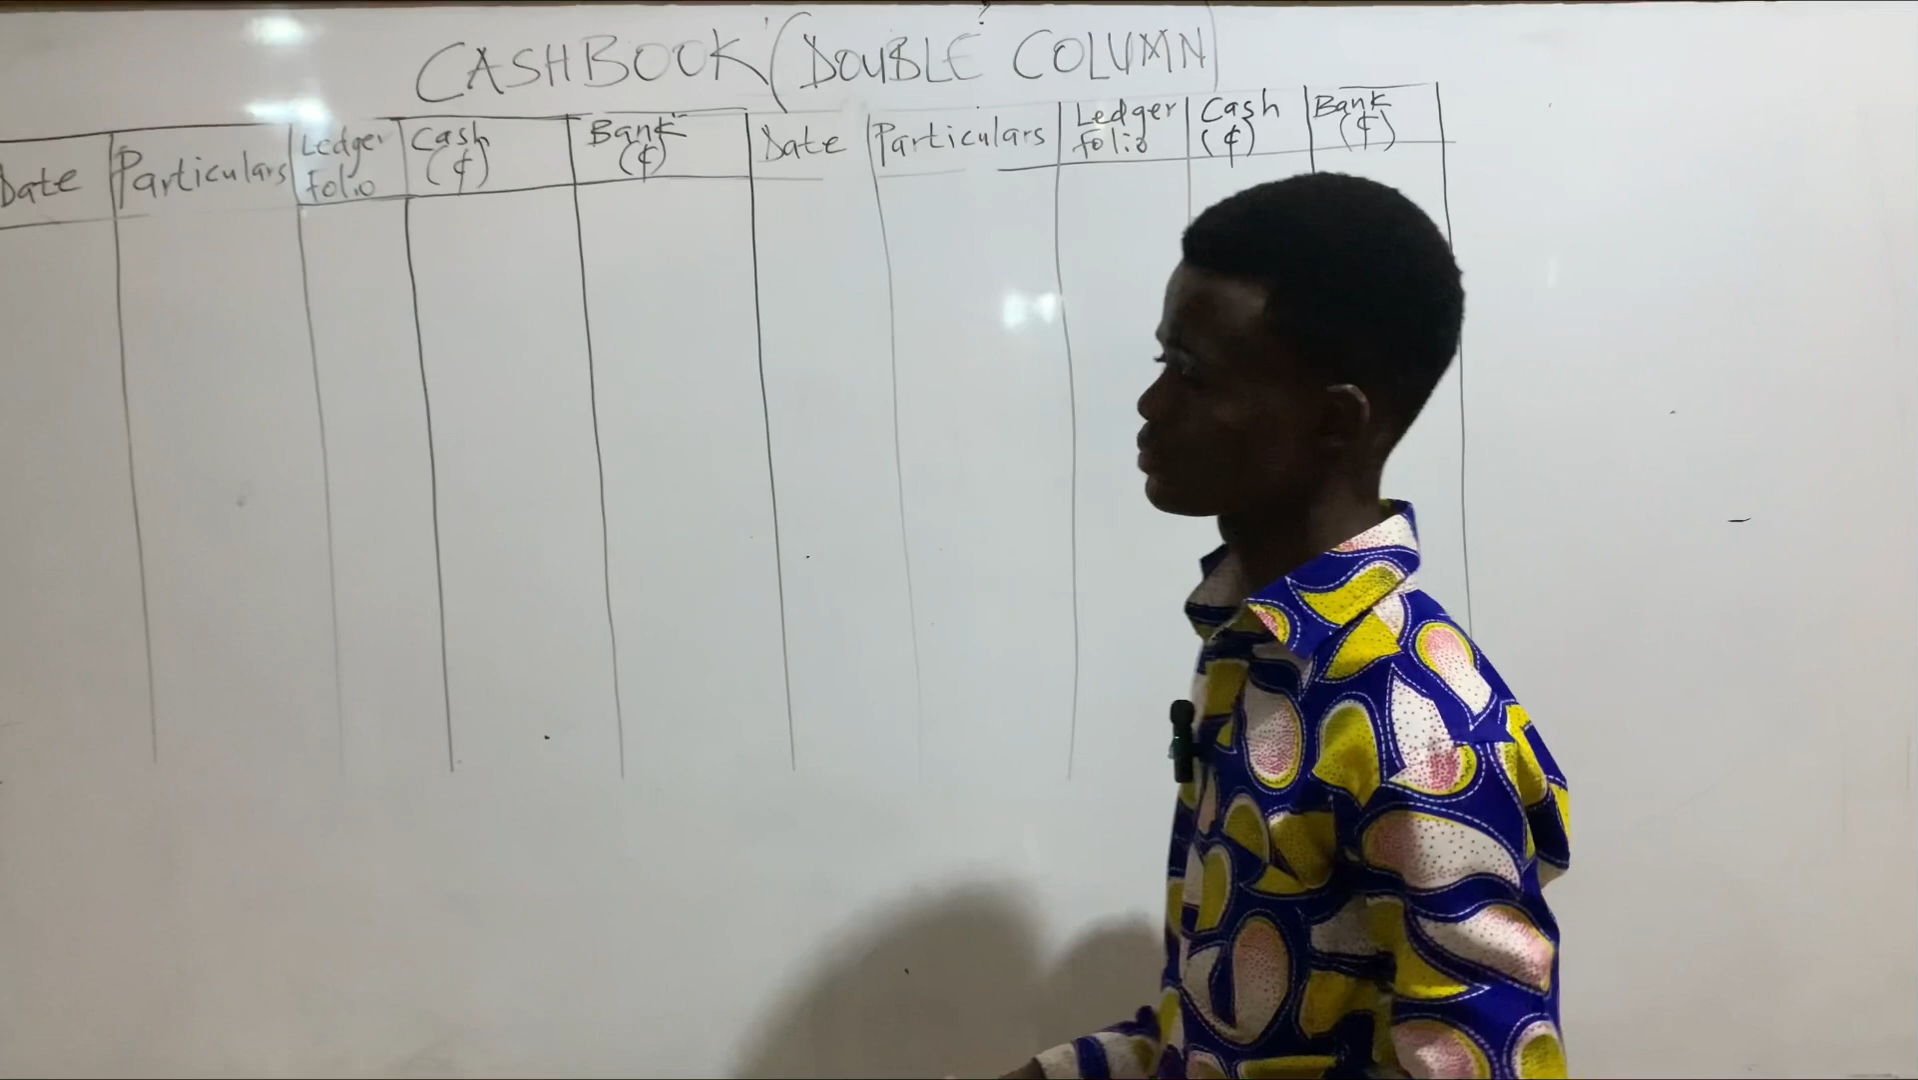 CASHBOOK (DOUBLE COLUMN)
Date Particulars Ledger folio Cash (₵) Bank (₵) Date Particulars Ledger folio Cash (₵) Bank (₵)